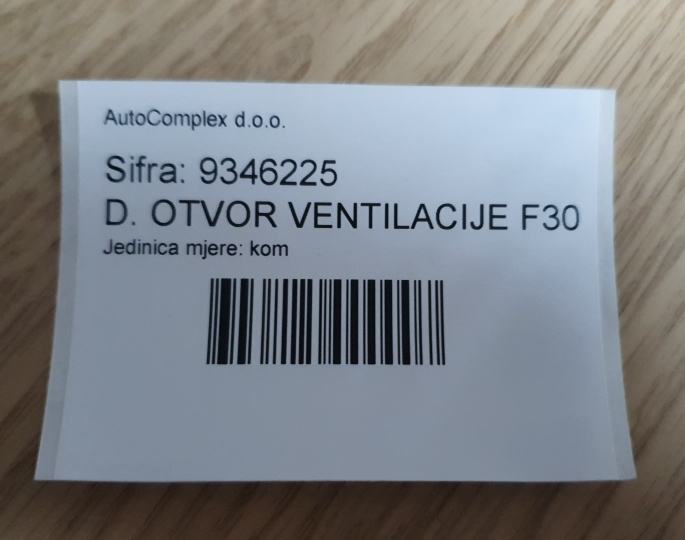 AutoComplex d.o.o.
Sifra: 9346225
D. OTVOR VENTILACIJE F30
Jedinica mjere: kom